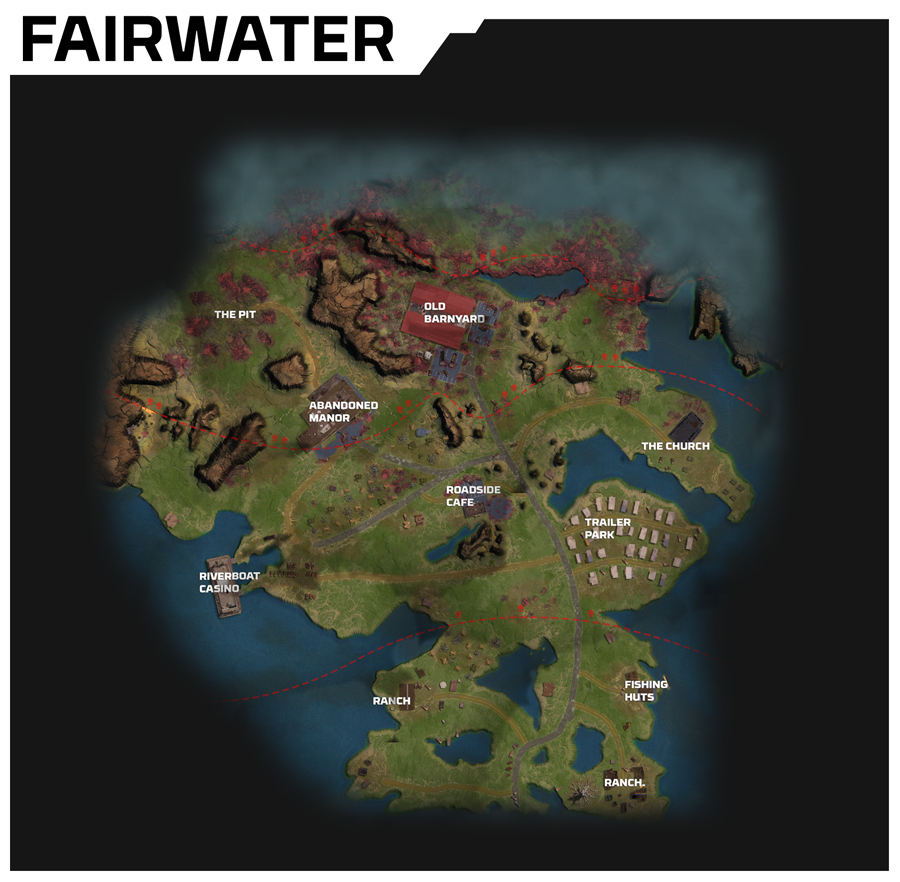 FAIRWATER
OLD
BARNYARD
THE PIT
ABANDONED
MANOR
THE CHURCH
ROADSIDE
CAFE
TRAILER
PARK
RIVERBOAT
CASINO
FISHING
HUTS
RANCH
RANCH.